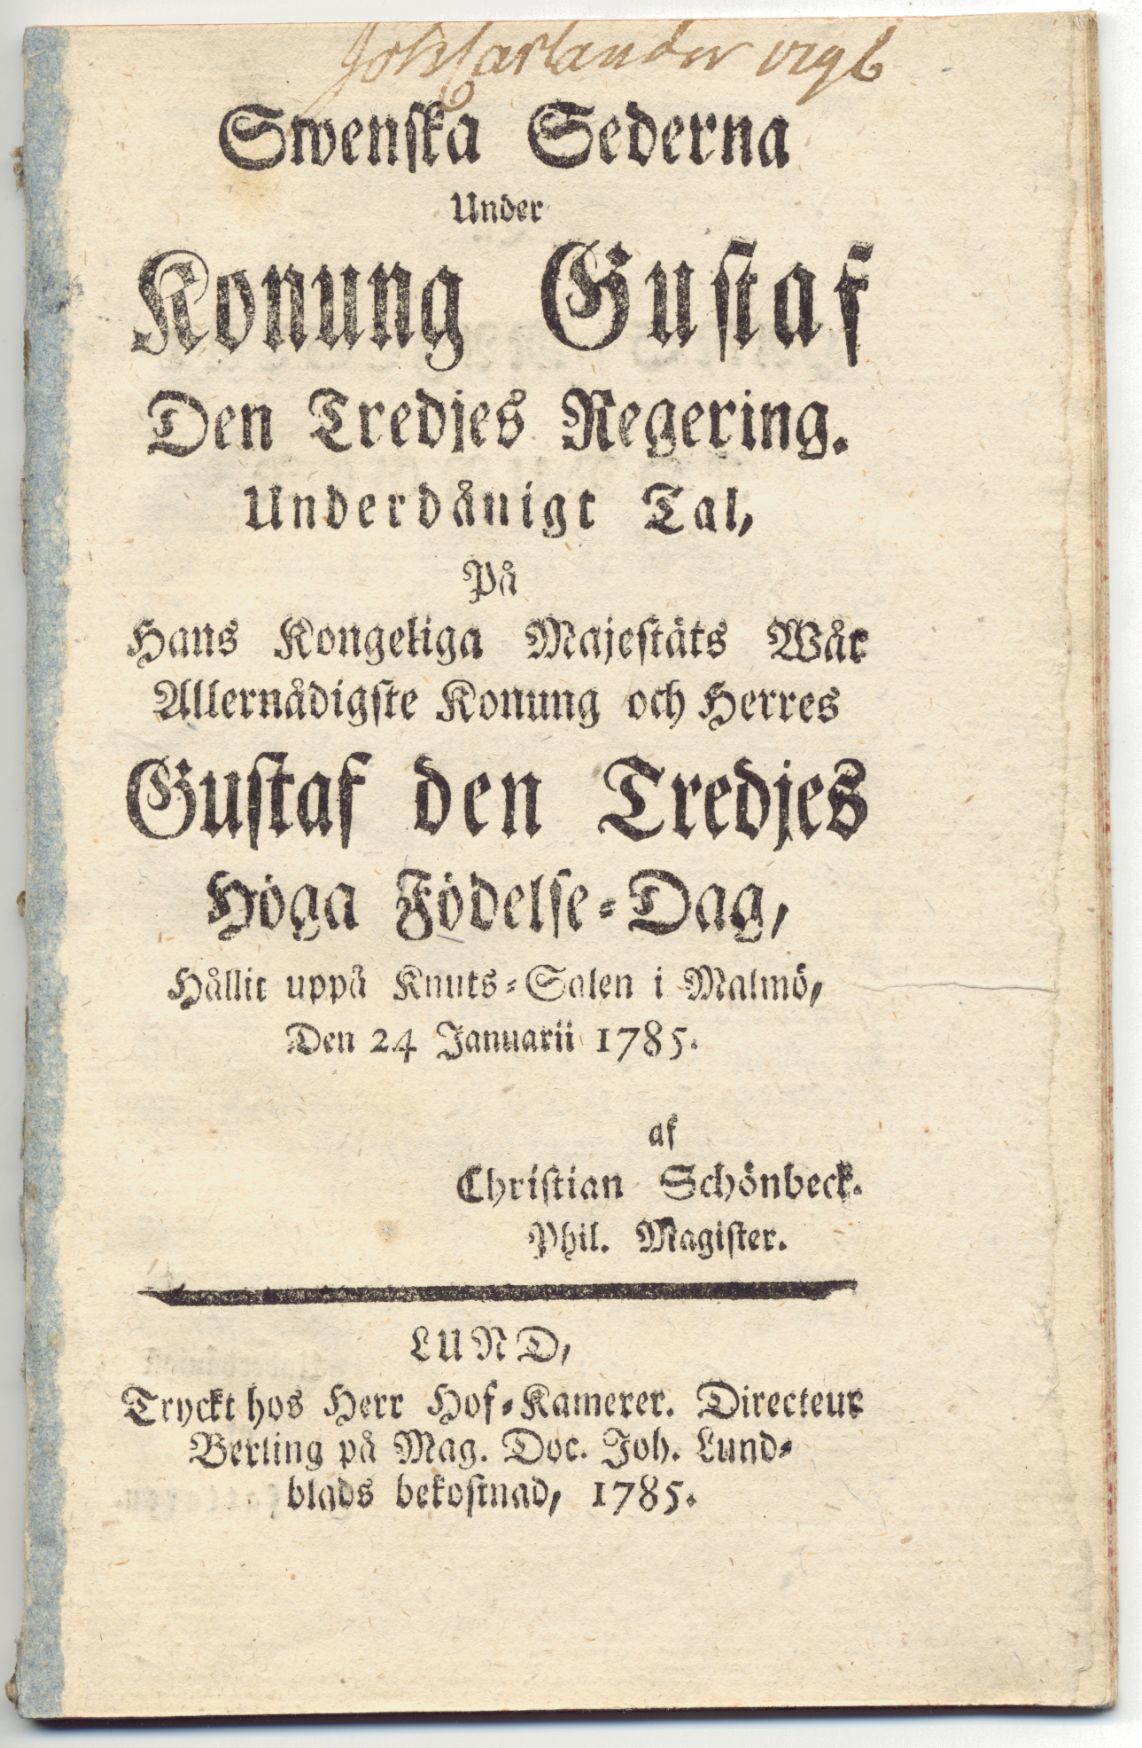 Swenska Sederna
Under
Konung Gustaf
Den Tredjes Regering.
Underdånigt Tal,
På
Hans Kongeliga Majestäts Wår
Allernådigste Konung och Herres
Gustaf den Tredjes
Höga Födelse-Dag,
Hållit uppå Knuts-Salen i Malmö,
Den 24 Januarii 1785.
af
Christian Schönbeck.
Phil. Magister.
LUND,
Tryckt hos Herr Hof-Kamerer. Directeur
Berling på Mag. Doc. Joh. Lund-
blads bekostnad, 1785.